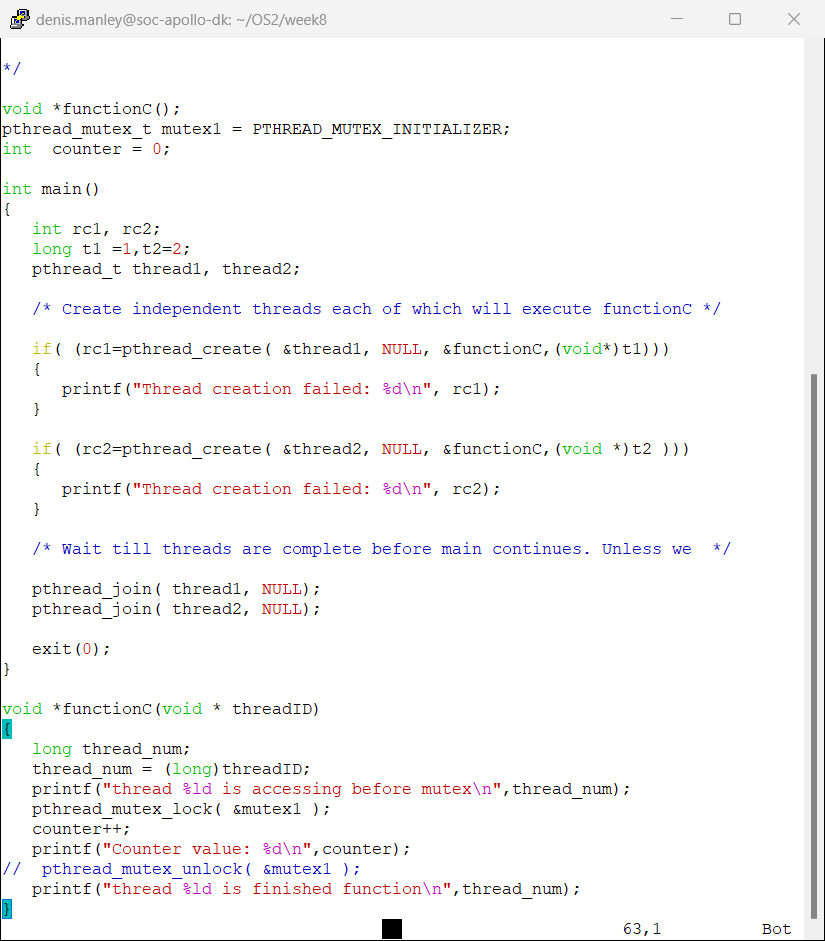 denis.manley@soc-apollo-dk: ~/OS2/week8
*/
void *functionC();
pthread_mutex_t mutex1 = PTHREAD_MUTEX_INITIALIZER;
int  counter = 0;
int main()
{
   int rc1, rc2;
   long t1 =1,t2=2;
   pthread_t thread1, thread2;
   /* Create independent threads each of which will execute functionC */
   if( (rc1=pthread_create( &thread1, NULL, &functionC,(void*)t1)))
   {
      printf("Thread creation failed: %d\n", rc1);
   }
   if( (rc2=pthread_create( &thread2, NULL, &functionC,(void *)t2 )))
   {
      printf("Thread creation failed: %d\n", rc2);
   }
   /* Wait till threads are complete before main continues. Unless we  */
   pthread_join( thread1, NULL);
   pthread_join( thread2, NULL);
   exit(0);
}
void *functionC(void * threadID)
{
   long thread_num;
   thread_num = (long)threadID;
   printf("thread %ld is accessing before mutex\n",thread_num);
   pthread_mutex_lock( &mutex1 );
   counter++;
   printf("Counter value: %d\n",counter);
//  pthread_mutex_unlock( &mutex1 );
   printf("thread %ld is finished function\n",thread_num);
}
63,1 Bot